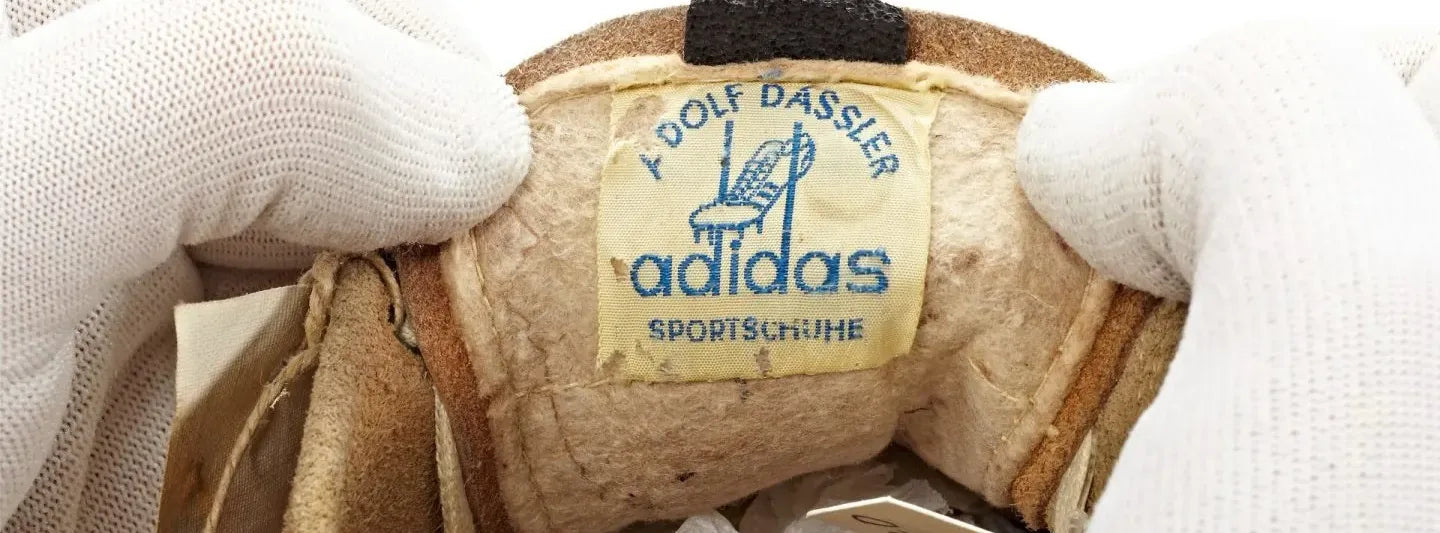 ADOLF DASSLER
adidas
SPORTSCHUHE